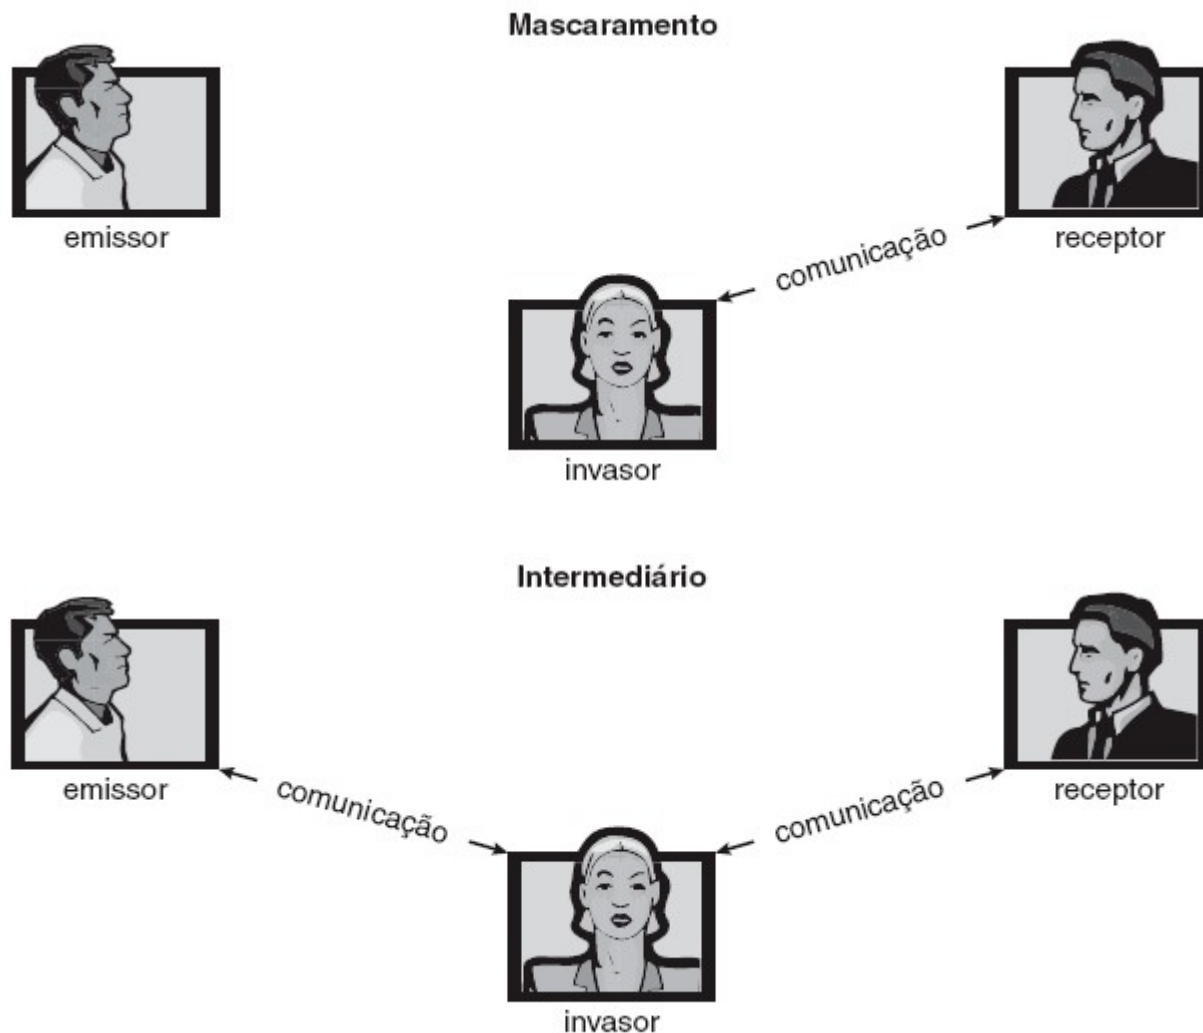 Mascaramento
emissor
comunicação
receptor
invasor
Intermediário
emissor
comunicação
comunicação
receptor
invasor